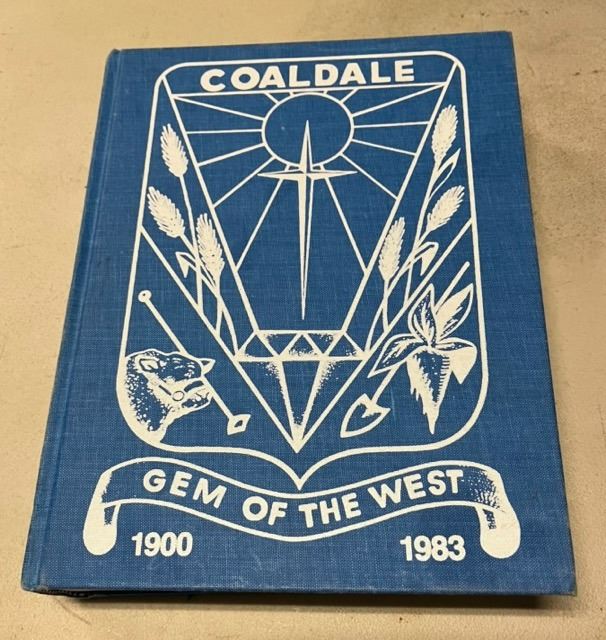 COALDALE
GEM OF THE WEST
1900 1983